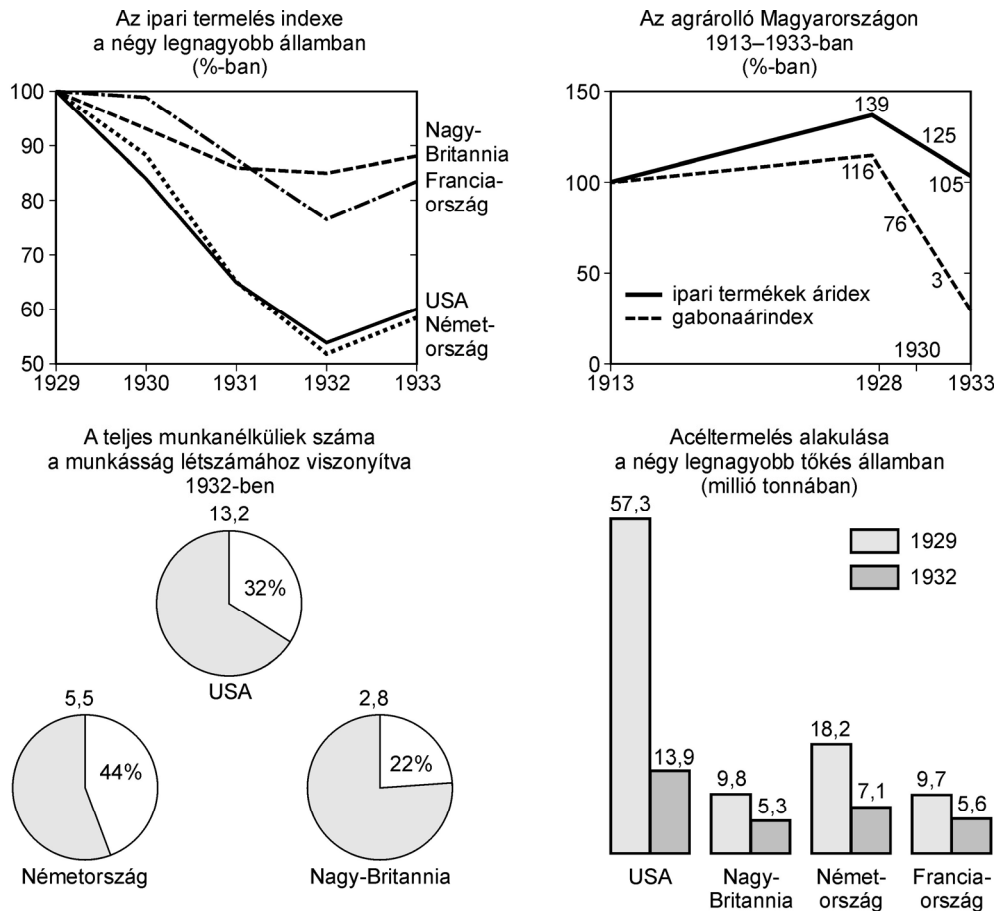 Az ipari termelés indexe
a négy legnagyobb államban
(%-ban)
100
90
80
70
60
50
1929
1930
1931
1932
1933
Nagy-
Britannia
Francia-
ország
USA
Német-
ország
Az agrárolló Magyarországon
1913–1933-ban
(%-ban)
150
100
50
0
139
125
116
105
76
3
ipari termékek áridex
gabonaárindex
1930
1913
1928
1933
A teljes munkanélküliek száma
a munkásság létszámához viszonyítva
1932-ben
13,2
32%
USA
5,5
44%
Németország
2,8
22%
Nagy-Britannia
Acéltermelés alakulása
a négy legnagyobb tőkés államban
(millió tonnában)
57,3
1929
1932
13,9
9,8
5,3
18,2
7,1
9,7
5,6
USA
Nagy-
Britannia
Német-
ország
Francia-
ország